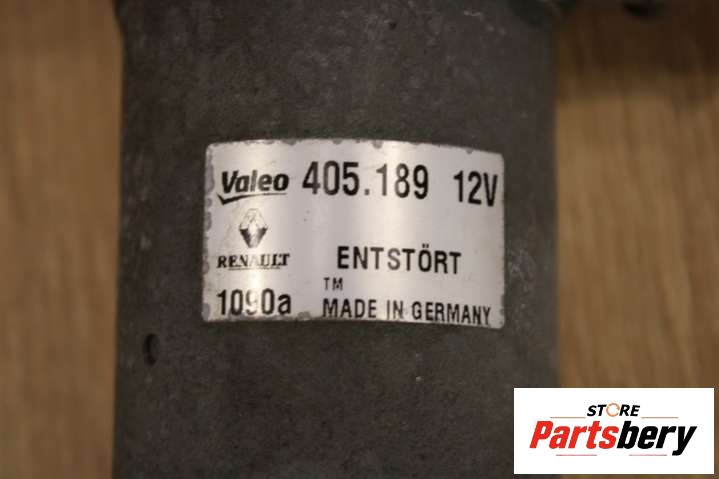 Valeo 405.189 12V
RENAULT ENTSTÖRT
TM
1090a MADE IN GERMANY
STORE
Partsbery